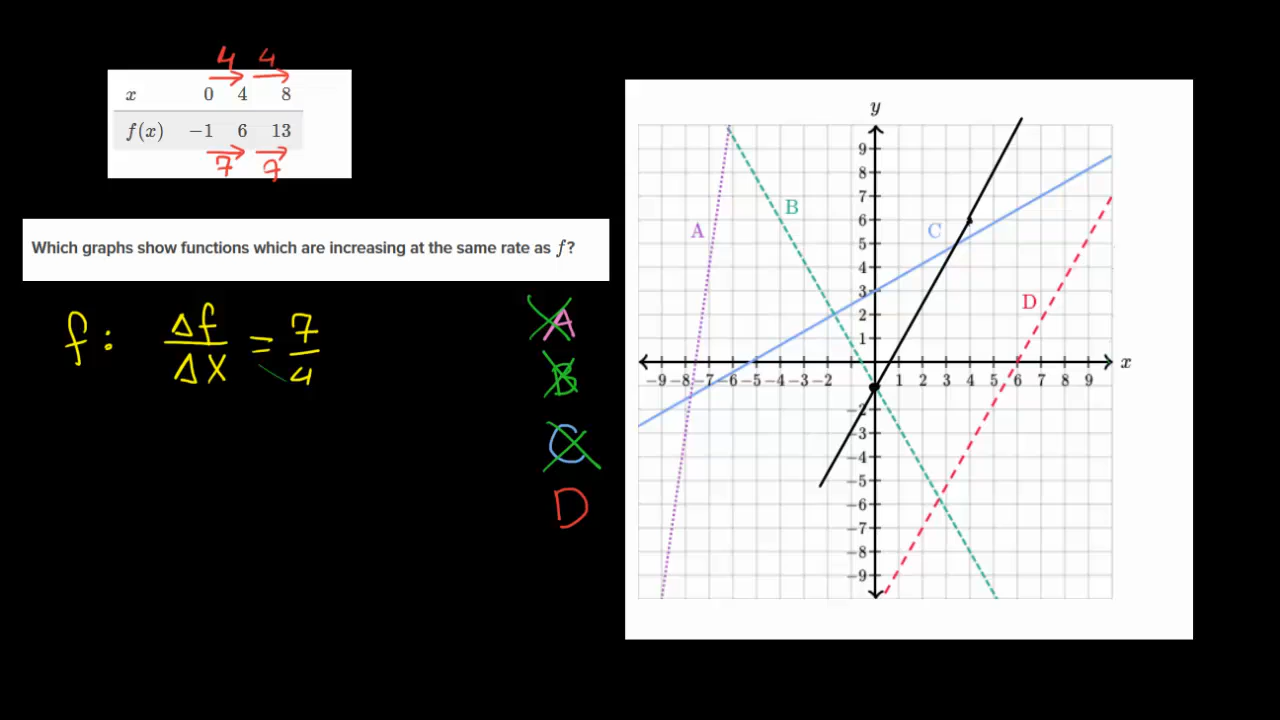 4 4
x 0 4 8
f(x) −1 6 13
7 7
Which graphs show functions which are increasing at the same rate as f?
f: Δf/ΔX = 7/4
A
B
C
D
y
9
8
7
6
5
4
3
2
1
−9 −8 −7 −6 −5 −4 −3 −2 1 2 3 4 5 6 7 8 9 x
−2
−3
−4
−5
−6
−7
−8
−9
A
B
C
D